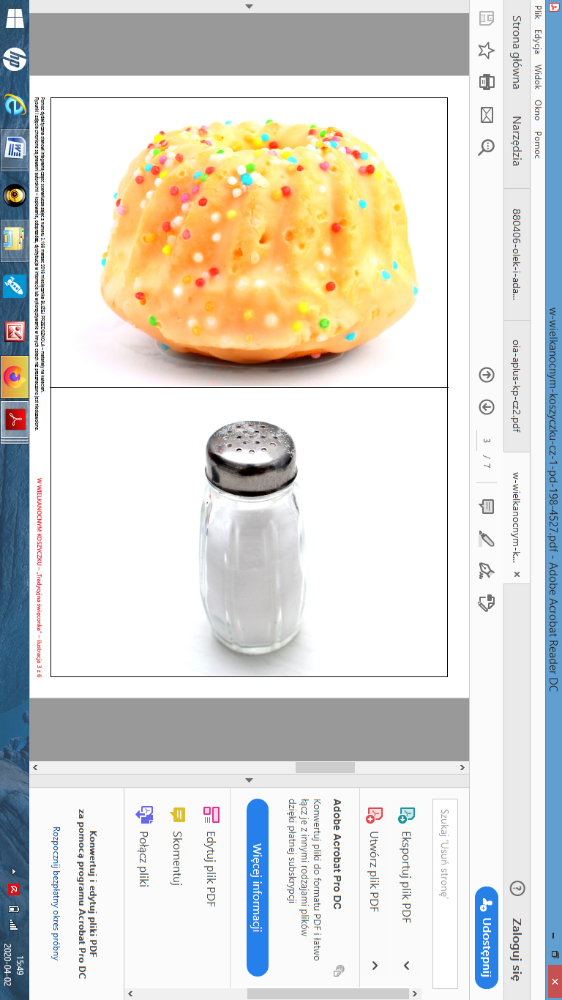 w-wielkanocnym-koszyczku-cz-1-pd-198-4527.pdf - Adobe Acrobat Reader DC
Plik Edycja Widok Okno Pomoc
Strona główna Narzędzia 880406-olek-i-ada... oia-aplus-kp-cz2.pdf w-wielkanocnym-k... × ? Zaloguj się
3 / 7
Udostępnij
Szukaj 'Usuń stronę'
Eksportuj plik PDF
Utwórz plik PDF
Adobe Acrobat Pro DC
Konwertuj pliki do formatu PDF i łatwo
łącz je z innymi rodzajami plików
dzięki płatnej subskrypcji
Więcej informacji
Edytuj plik PDF
Skomentuj
Połącz pliki
Konwertuj i edytuj pliki PDF
za pomocą programu Acrobat Pro DC
Rozpocznij bezpłatny okres próbny
Pomoc dydaktyczna stanowi integralną część scenariusza zajęć z numeru 3.198 marzec 2018 miesięcznika BLIŻEJ PRZEDSZKOLA – materiały na kwiecień.
Rysunki i zdjęcia chronione są prawami autorskimi – kopiowanie, odsprzedaż, dystrybucja w internecie lub wykorzystywanie w innych celach niż przeznaczono jest niedozwolone.
W WIELKANOCNYM KOSZYCZKU – „Tradycyjna święconka” – ilustracja 3 z 6
hp
15:49
2020-04-02